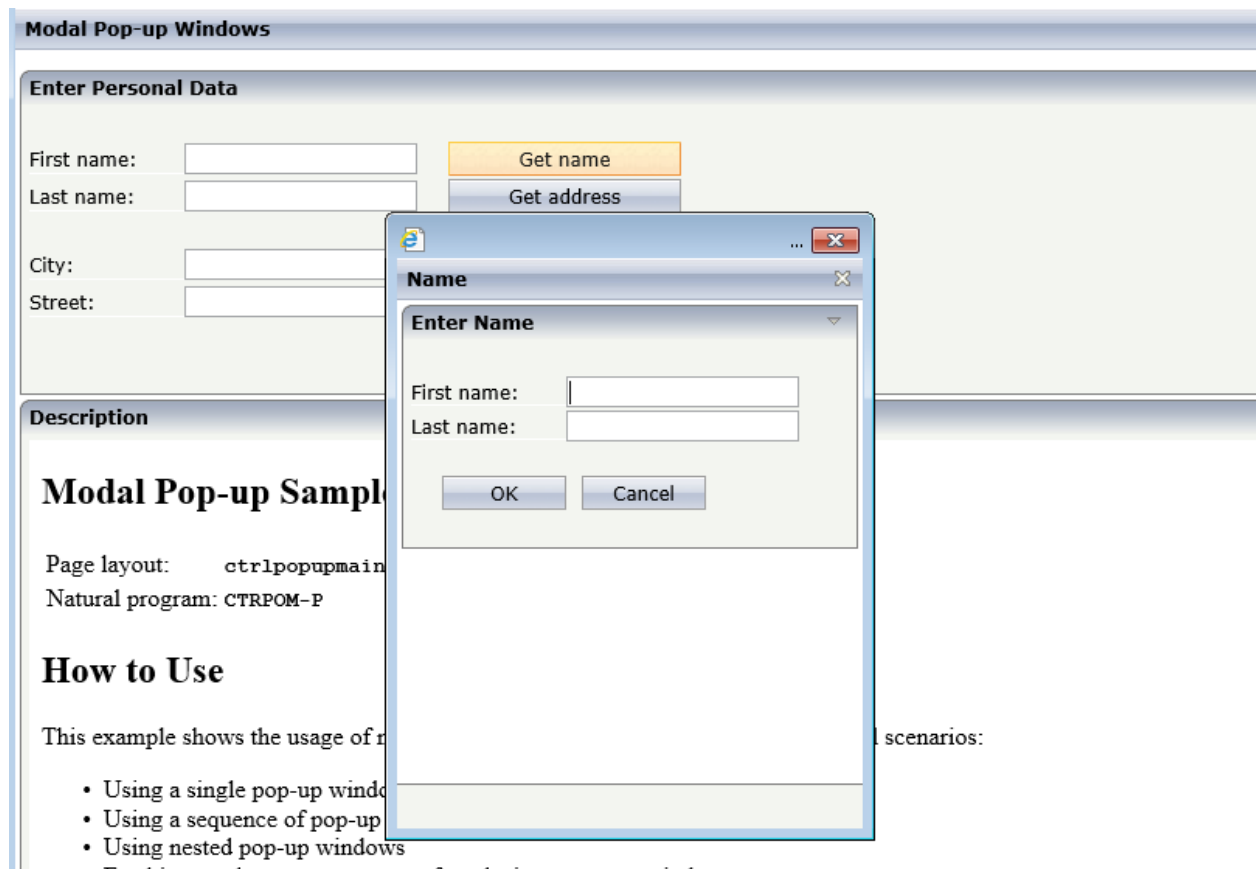 Modal Pop-up Windows
Enter Personal Data
First name:
Get name
Last name:
Get address
City:
Street:
...
Name
Enter Name
First name:
Last name:
OK Cancel
Description
Modal Pop-up Sampl
Page layout: ctrlpopupmain
Natural program: CTRPOM-P
How to Use
This example shows the usage of scenarios:
• Using a single pop-up
• Using a sequence of pop-up
• Using nested pop-up windows